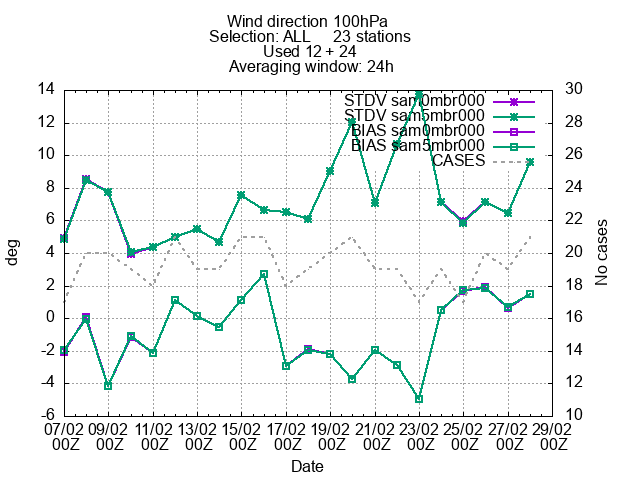 Wind direction 100hPa
Selection: ALL 23 stations
Used 12 + 24
Averaging window: 24h
STDV sam0mbr000
STDV sam5mbr000
BIAS sam0mbr000
BIAS sam5mbr000
CASES
14
12
10
8
6
4
2
0
-2
-4
-6
deg
30
28
26
24
22
20
18
16
14
12
10
No cases
07/02 09/02 11/02 13/02 15/02 17/02 19/02 21/02 23/02 25/02 27/02 29/02
00Z 00Z 00Z 00Z 00Z 00Z 00Z 00Z 00Z 00Z 00Z 00Z
Date